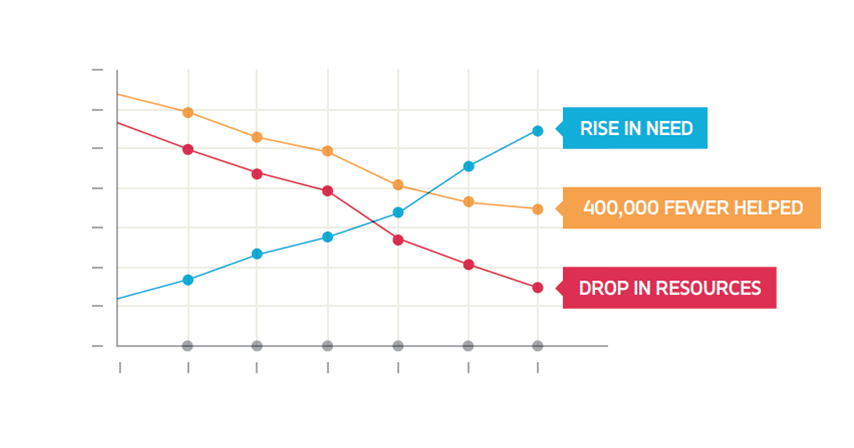 RISE IN NEED
400,000 FEWER HELPED
DROP IN RESOURCES